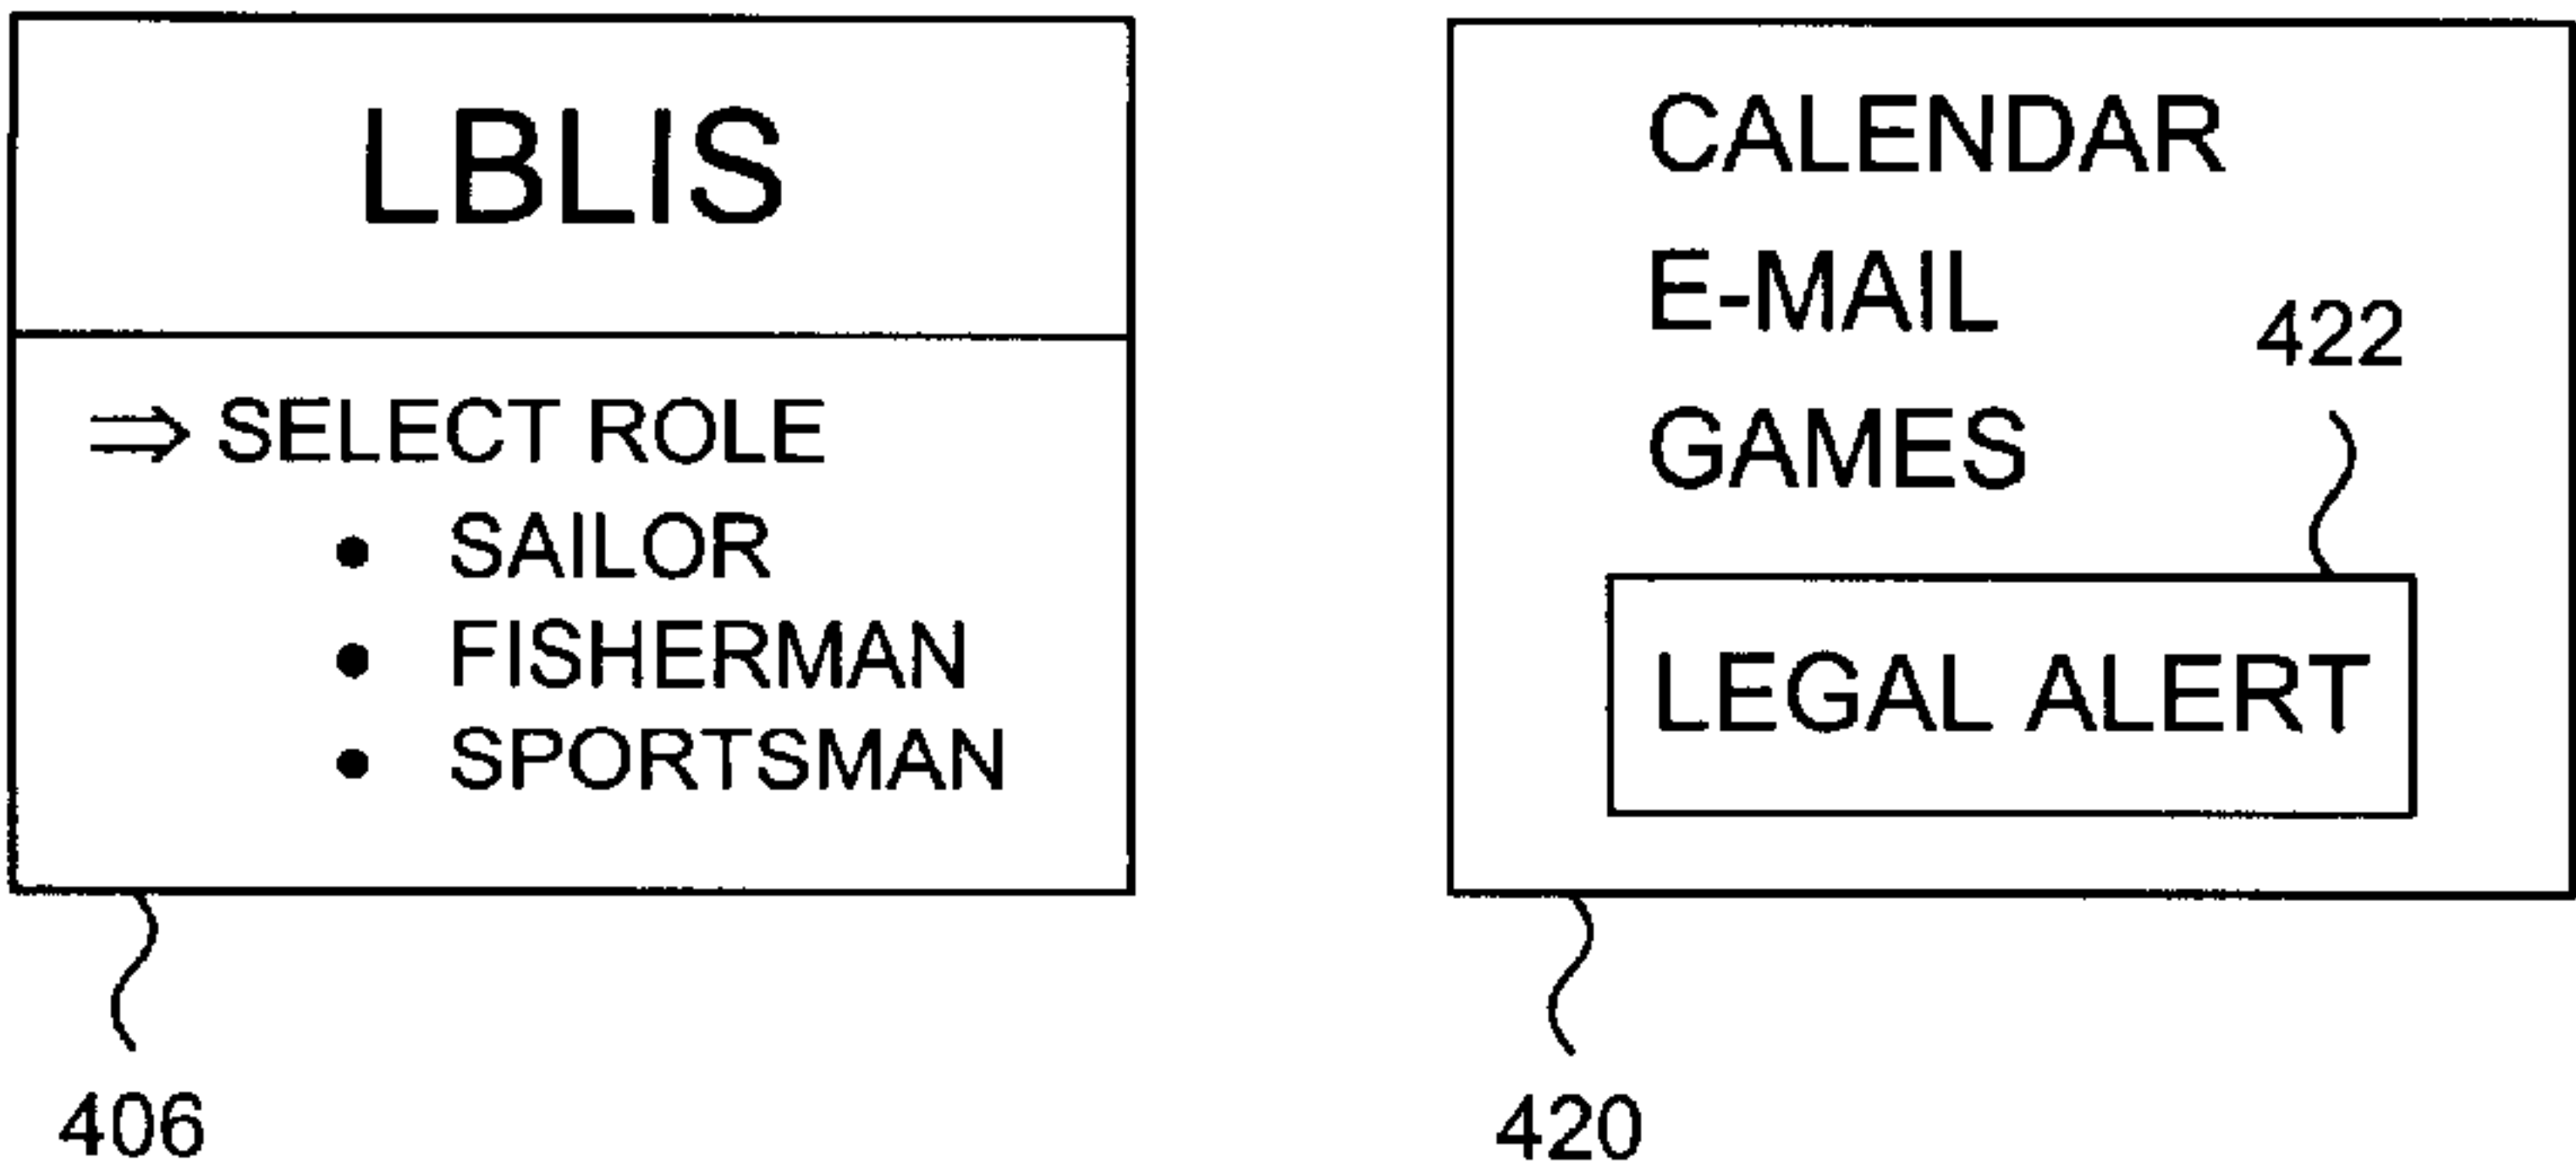 LBLIS
⇒ SELECT ROLE
• SAILOR
• FISHERMAN
• SPORTSMAN
406
CALENDAR
E-MAIL
GAMES
422
LEGAL ALERT
420